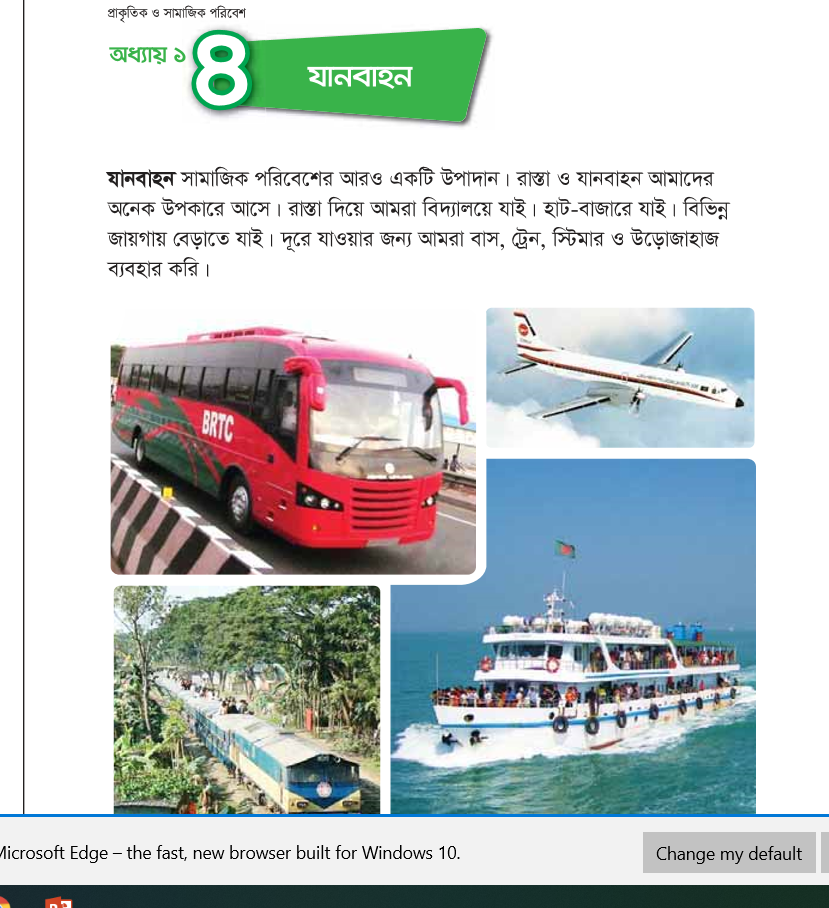 প্রাকৃতিক ও সামাজিক পরিবেশ
অধ্যায় ১
৪
যানবাহন
যানবাহন সামাজিক পরিবেশের আরও একটি উপাদান। রাস্তা ও যানবাহন আমাদের
অনেক উপকারে আসে। রাস্তা দিয়ে আমরা বিদ্যালয়ে যাই। হাট-বাজারে যাই। বিভিন্ন
জায়গায় বেড়াতে যাই। দূরে যাওয়ার জন্য আমরা বাস, ট্রেন, স্টিমার ও উড়োজাহাজ
ব্যবহার করি।
BRTC
Microsoft Edge – the fast, new browser built for Windows 10.
Change my default